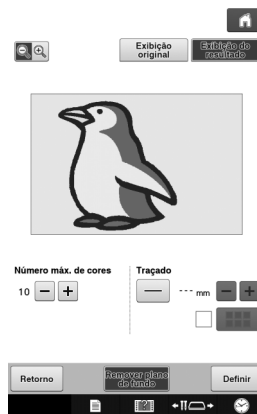 Exibição
original
Exibição do
resultado
Número máx. de cores
Traçado
10
--- mm
Retorno
Remover plano
de fundo
Definir